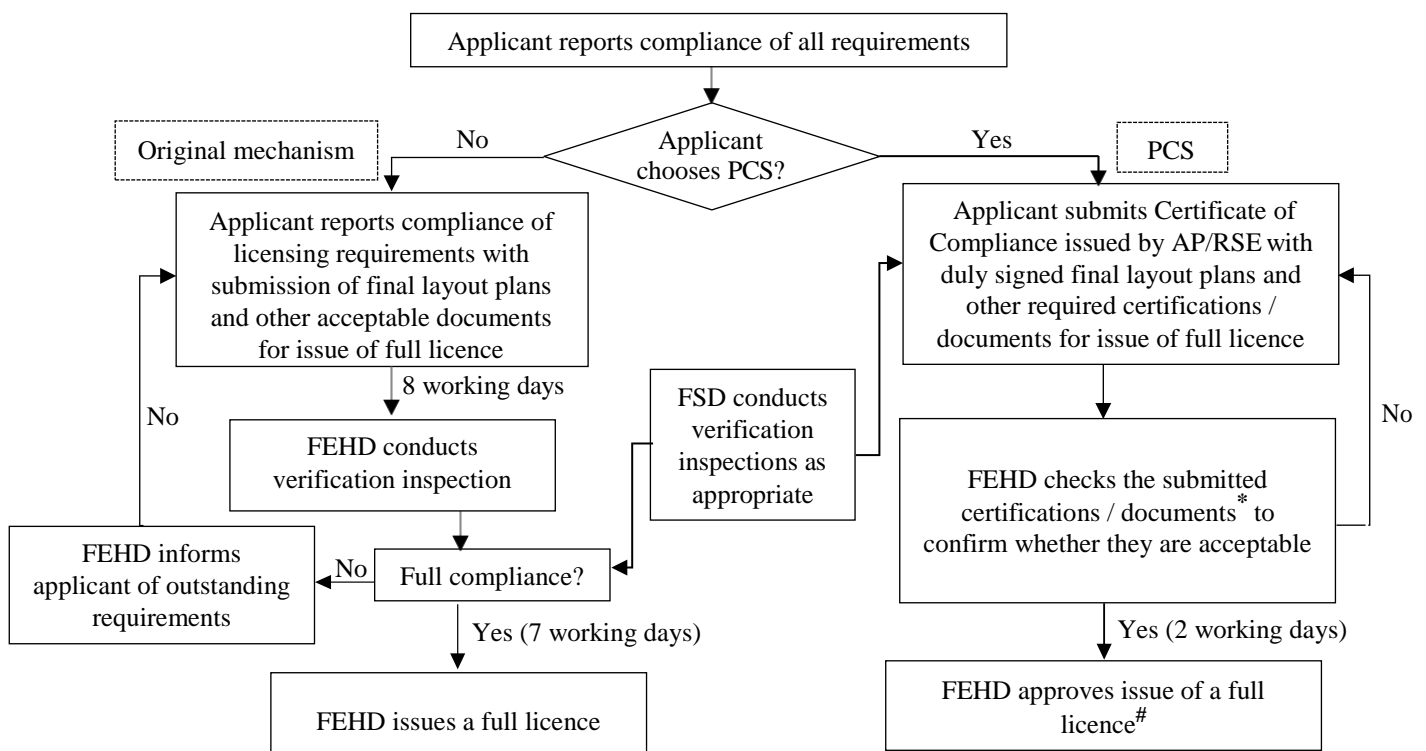 Applicant reports compliance of all requirements
Original mechanism
No
Applicant
chooses PCS?
Yes
PCS
Applicant reports compliance of
licensing requirements with
submission of final layout plans
and other acceptable documents
for issue of full licence
Applicant submits Certificate of
Compliance issued by AP/RSE with
duly signed final layout plans and
other required certifications /
documents for issue of full licence
8 working days
No
FEHD conducts
verification inspection
FSD conducts
verification
inspections as
appropriate
No
FEHD checks the submitted
certifications / documents* to
confirm whether they are acceptable
FEHD informs
applicant of outstanding
requirements
No
Full compliance?
Yes (7 working days)
Yes (2 working days)
FEHD issues a full licence
FEHD approves issue of a full
licence#